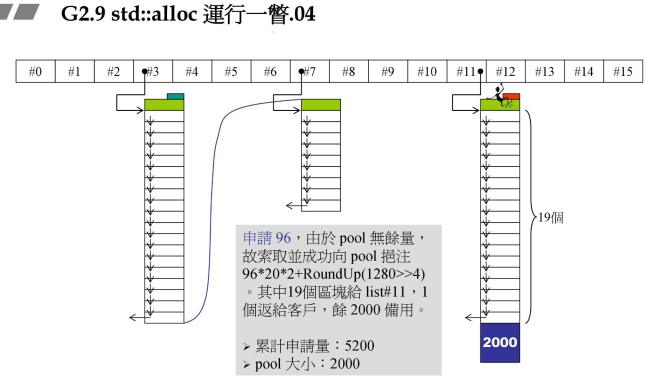 G2.9 std::alloc 運行一瞥.04
#0 #1 #2 #3 #4 #5 #6 #7 #8 #9 #10 #11 #12 #13 #14 #15
19個
申請 96，由於 pool 無餘量，
故索取並成功向 pool 挹注
96*20*2+RoundUp(1280>>4)
。其中19個區塊給 list#11，1
個返給客戶，餘 2000 備用。
➢ 累計申請量：5200
➢ pool 大小：2000
2000